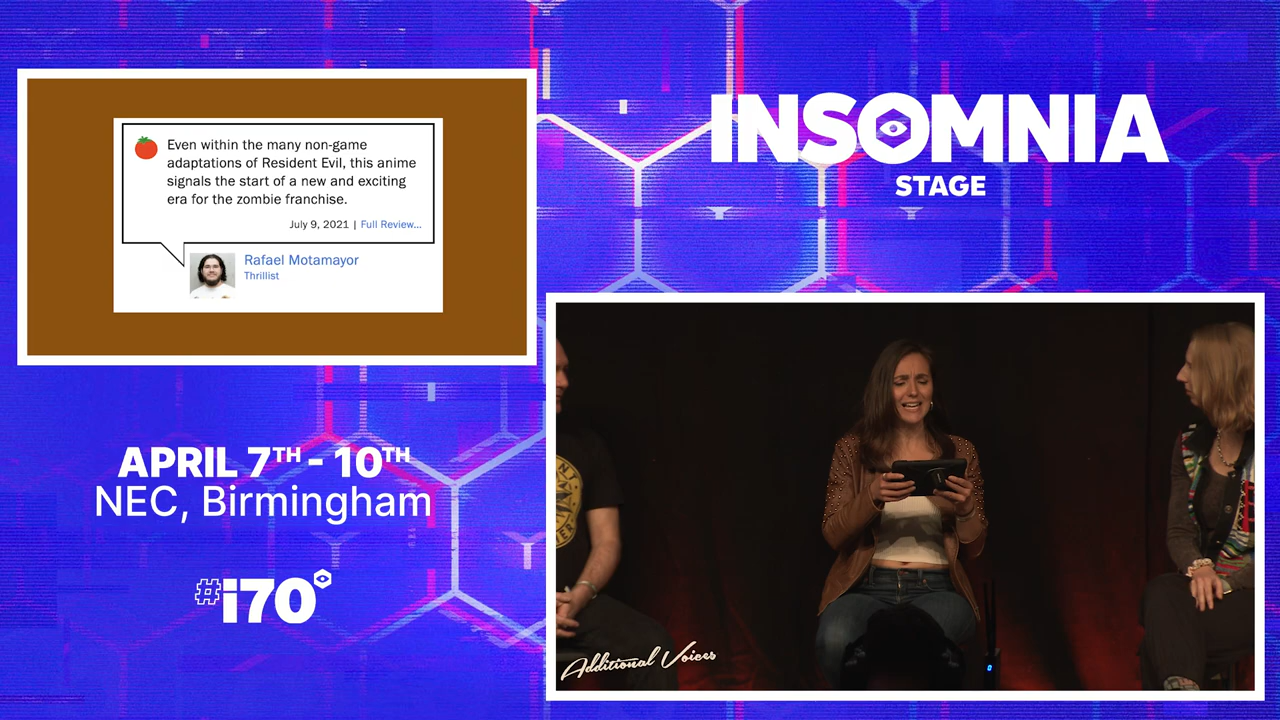 Even within the many non-game
adaptations of Resident Evil, this anime
signals the start of a new and exciting
era for the zombie franchise.
July 9, 2021 | Full Review...
Rafael Motamayor
Thrillist
INSOMNIA
STAGE
APRIL 7TH - 10TH
NEC, Birmingham
#i70
Additional Voices